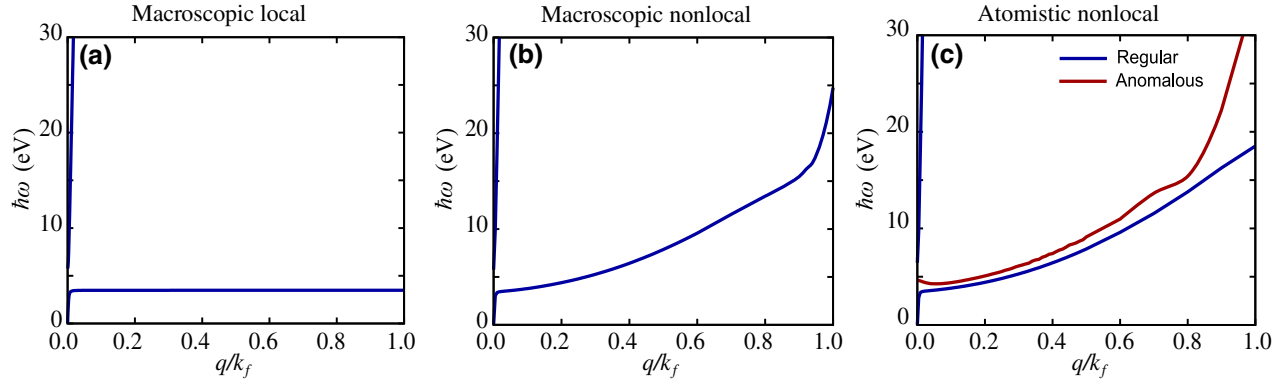 Macroscopic local
(a)
30
20
10
0
ħω (eV)
0.0 0.2 0.4 0.6 0.8 1.0
q/k_f
Macroscopic nonlocal
(b)
30
20
10
0
ħω (eV)
0.0 0.2 0.4 0.6 0.8 1.0
q/k_f
Atomistic nonlocal
(c)
Regular
Anomalous
30
20
10
0
ħω (eV)
0.0 0.2 0.4 0.6 0.8 1.0
q/k_f